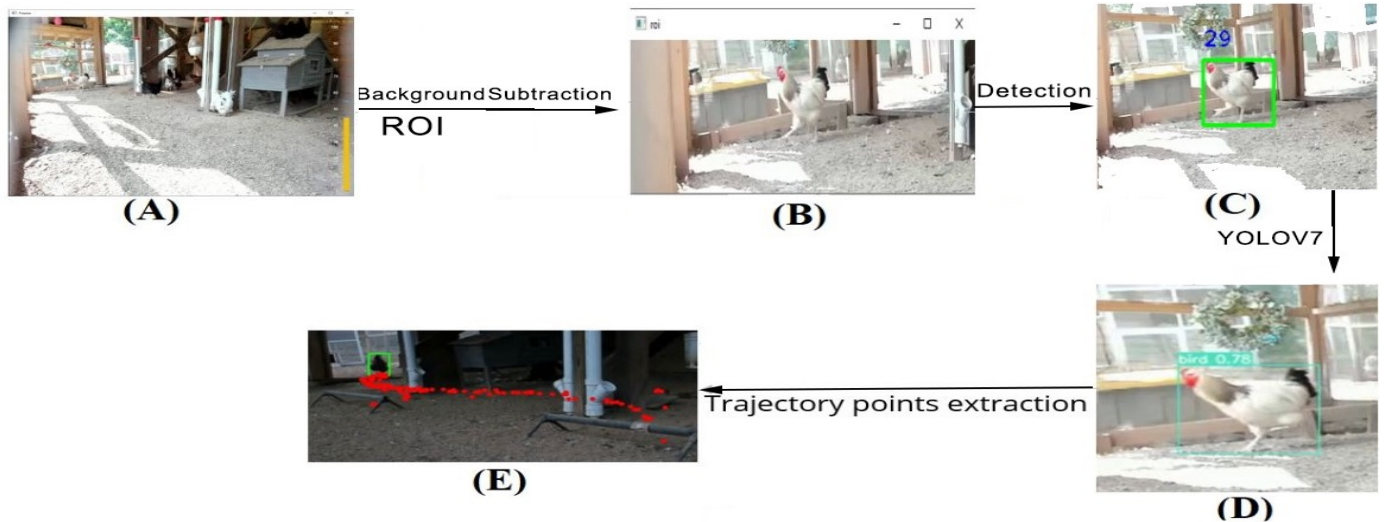 Background Subtraction
ROI
(A)
roi
(B)
Detection
29
(C)
YOLOV7
bird 0.78
(D)
Trajectory points extraction
(E)